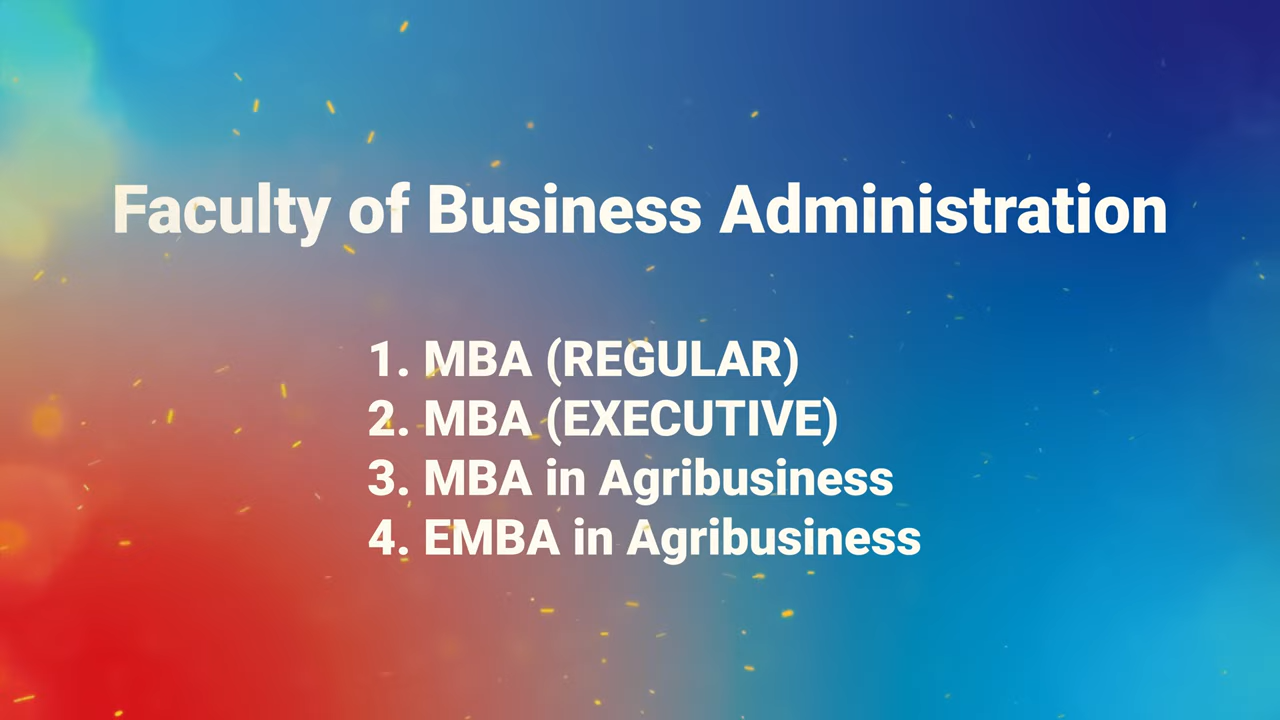 Faculty of Business Administration
1. MBA (REGULAR)
2. MBA (EXECUTIVE)
3. MBA in Agribusiness
4. EMBA in Agribusiness